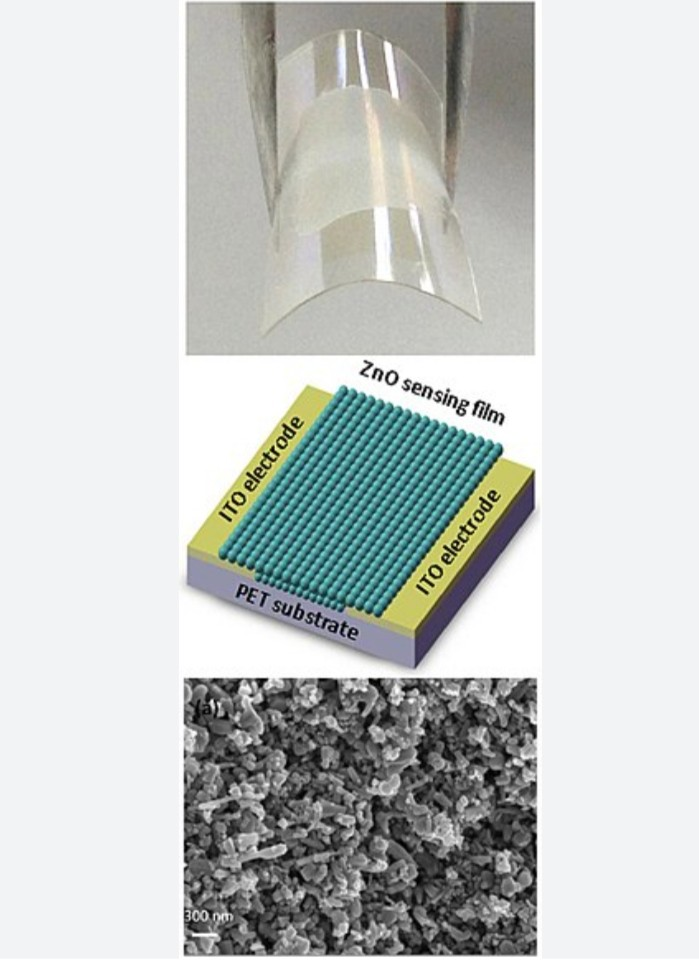 ZnO sensing film
ITO electrode
ITO electrode
PET substrate
(a)
300 nm